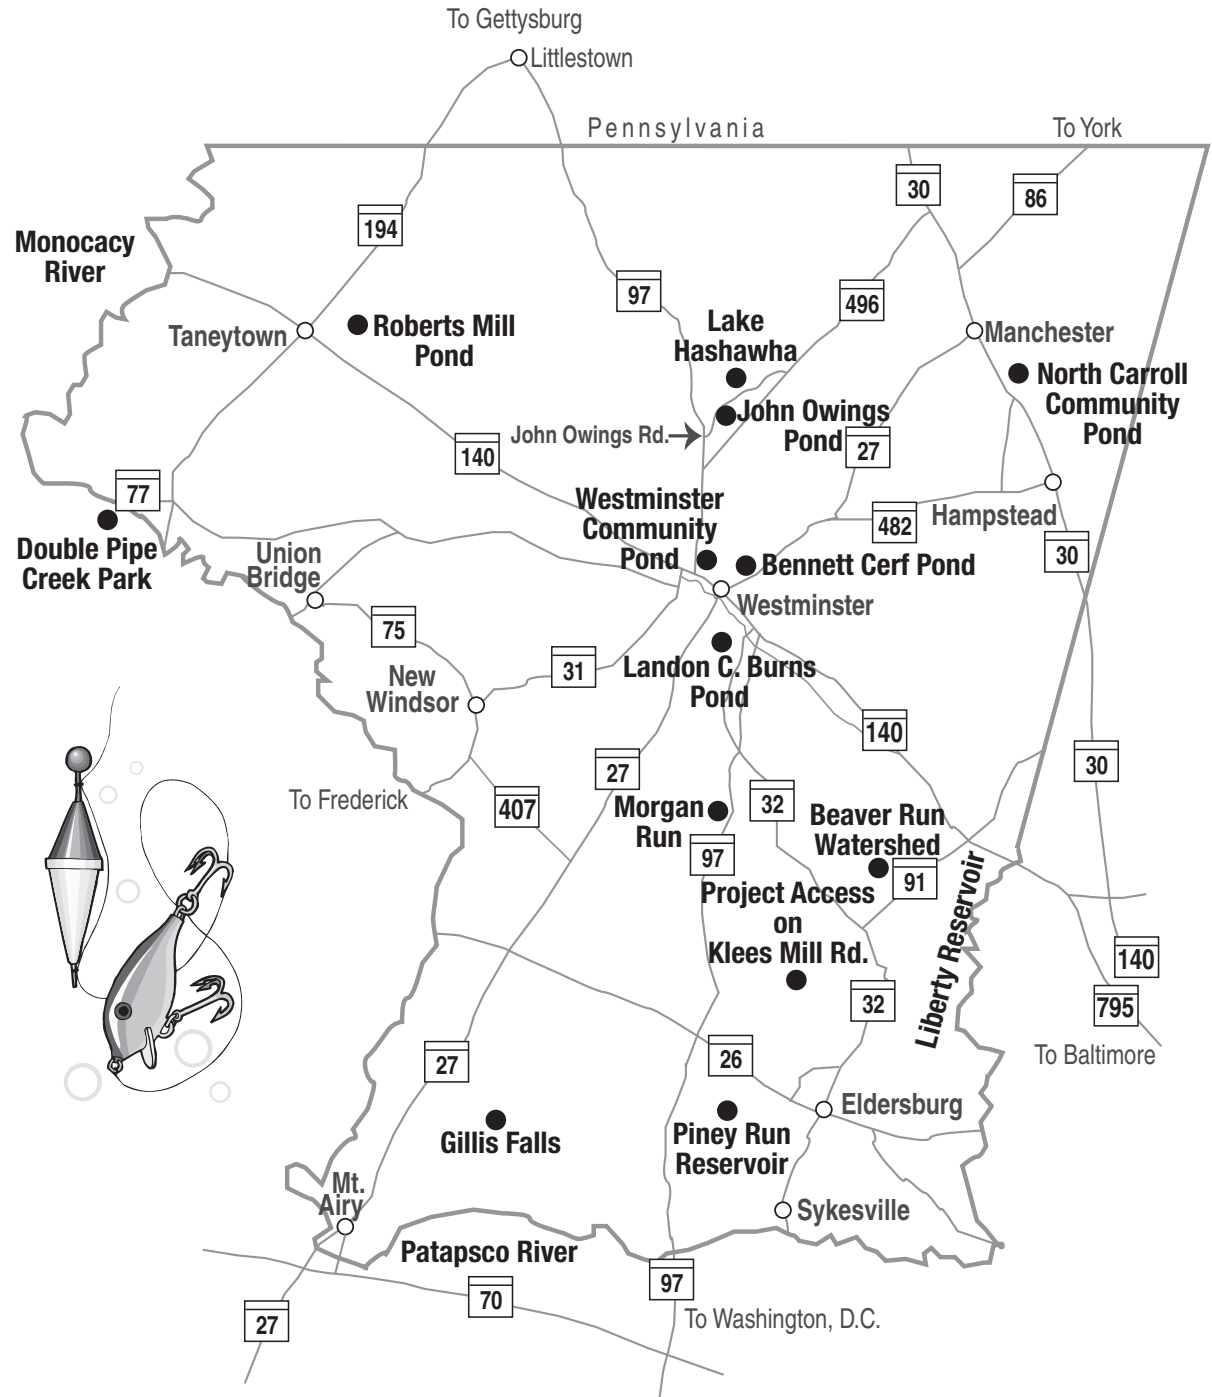 To Gettysburg
Littlestown
Pennsylvania
To York
30
86
194
Monocacy
River
97
496
Lake
Hashawha
Taneytown
Roberts Mill
Pond
Manchester
North Carroll
Community
Pond
John Owings
Pond
John Owings Rd.
27
140
77
Westminster
Community
Pond
482
Hampstead
Double Pipe
Creek Park
Union
Bridge
30
Bennett Cerf Pond
Westminster
75
31
Landon C. Burns
Pond
New
Windsor
140
27
30
To Frederick
407
Morgan
Run
32
Beaver Run
Watershed
97
91
Project Access
on
Klees Mill Rd.
Liberty Reservoir
140
32
795
To Baltimore
27
26
Eldersburg
Gillis Falls
Piney Run
Reservoir
Mt.
Airy
Sykesville
Patapsco River
97
70
27
To Washington, D.C.